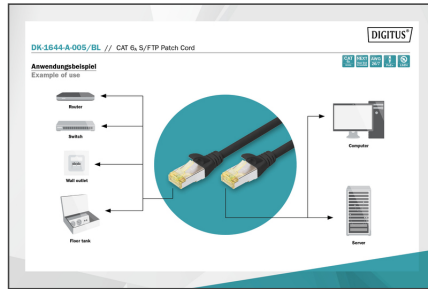 DIGITUS®
DK-1644-A-005/BL // CAT 6A S/FTP Patch Cord
Anwendungsbeispiel
Example of use
Router
Switch
Wall outlet
Floor tank
Computer
Server